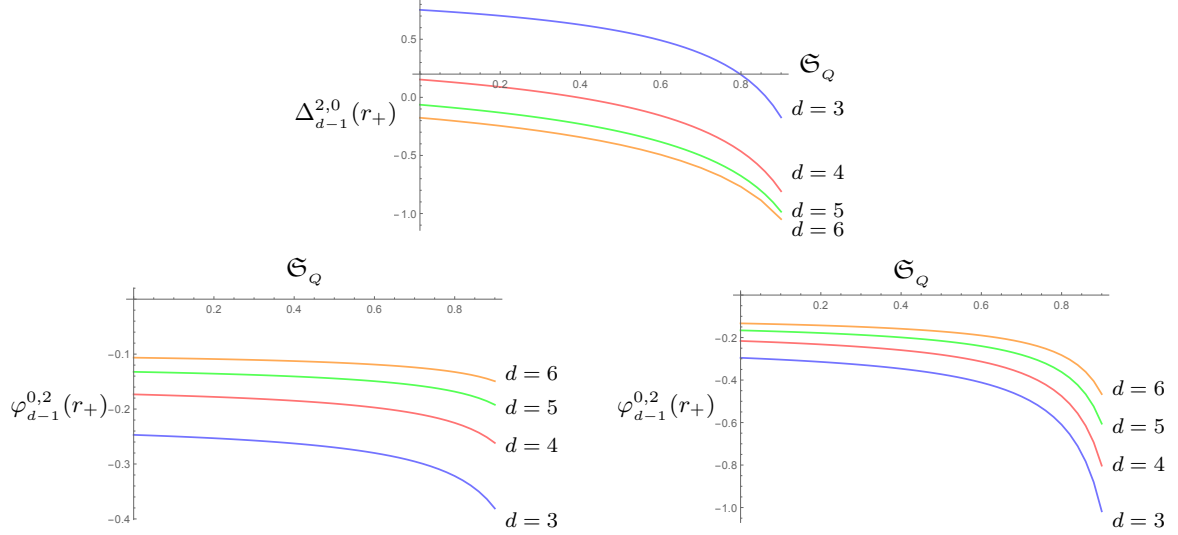 0.5
𝔖_Q
0.2 0.4 0.6 0.8
0.0
Δ^{2,0}_{d−1}(r_+)
d = 3
−0.5
d = 4
d = 5
−1.0
d = 6
𝔖_Q
0.2 0.4 0.6 0.8
−0.1
d = 6
φ^{0,2}_{d−1}(r_+)
−0.2
d = 5
d = 4
−0.3
−0.4
d = 3
𝔖_Q
0.2 0.4 0.6 0.8
−0.2
−0.4
d = 6
φ^{0,2}_{d−1}(r_+)
−0.6
d = 5
−0.8
d = 4
−1.0
d = 3